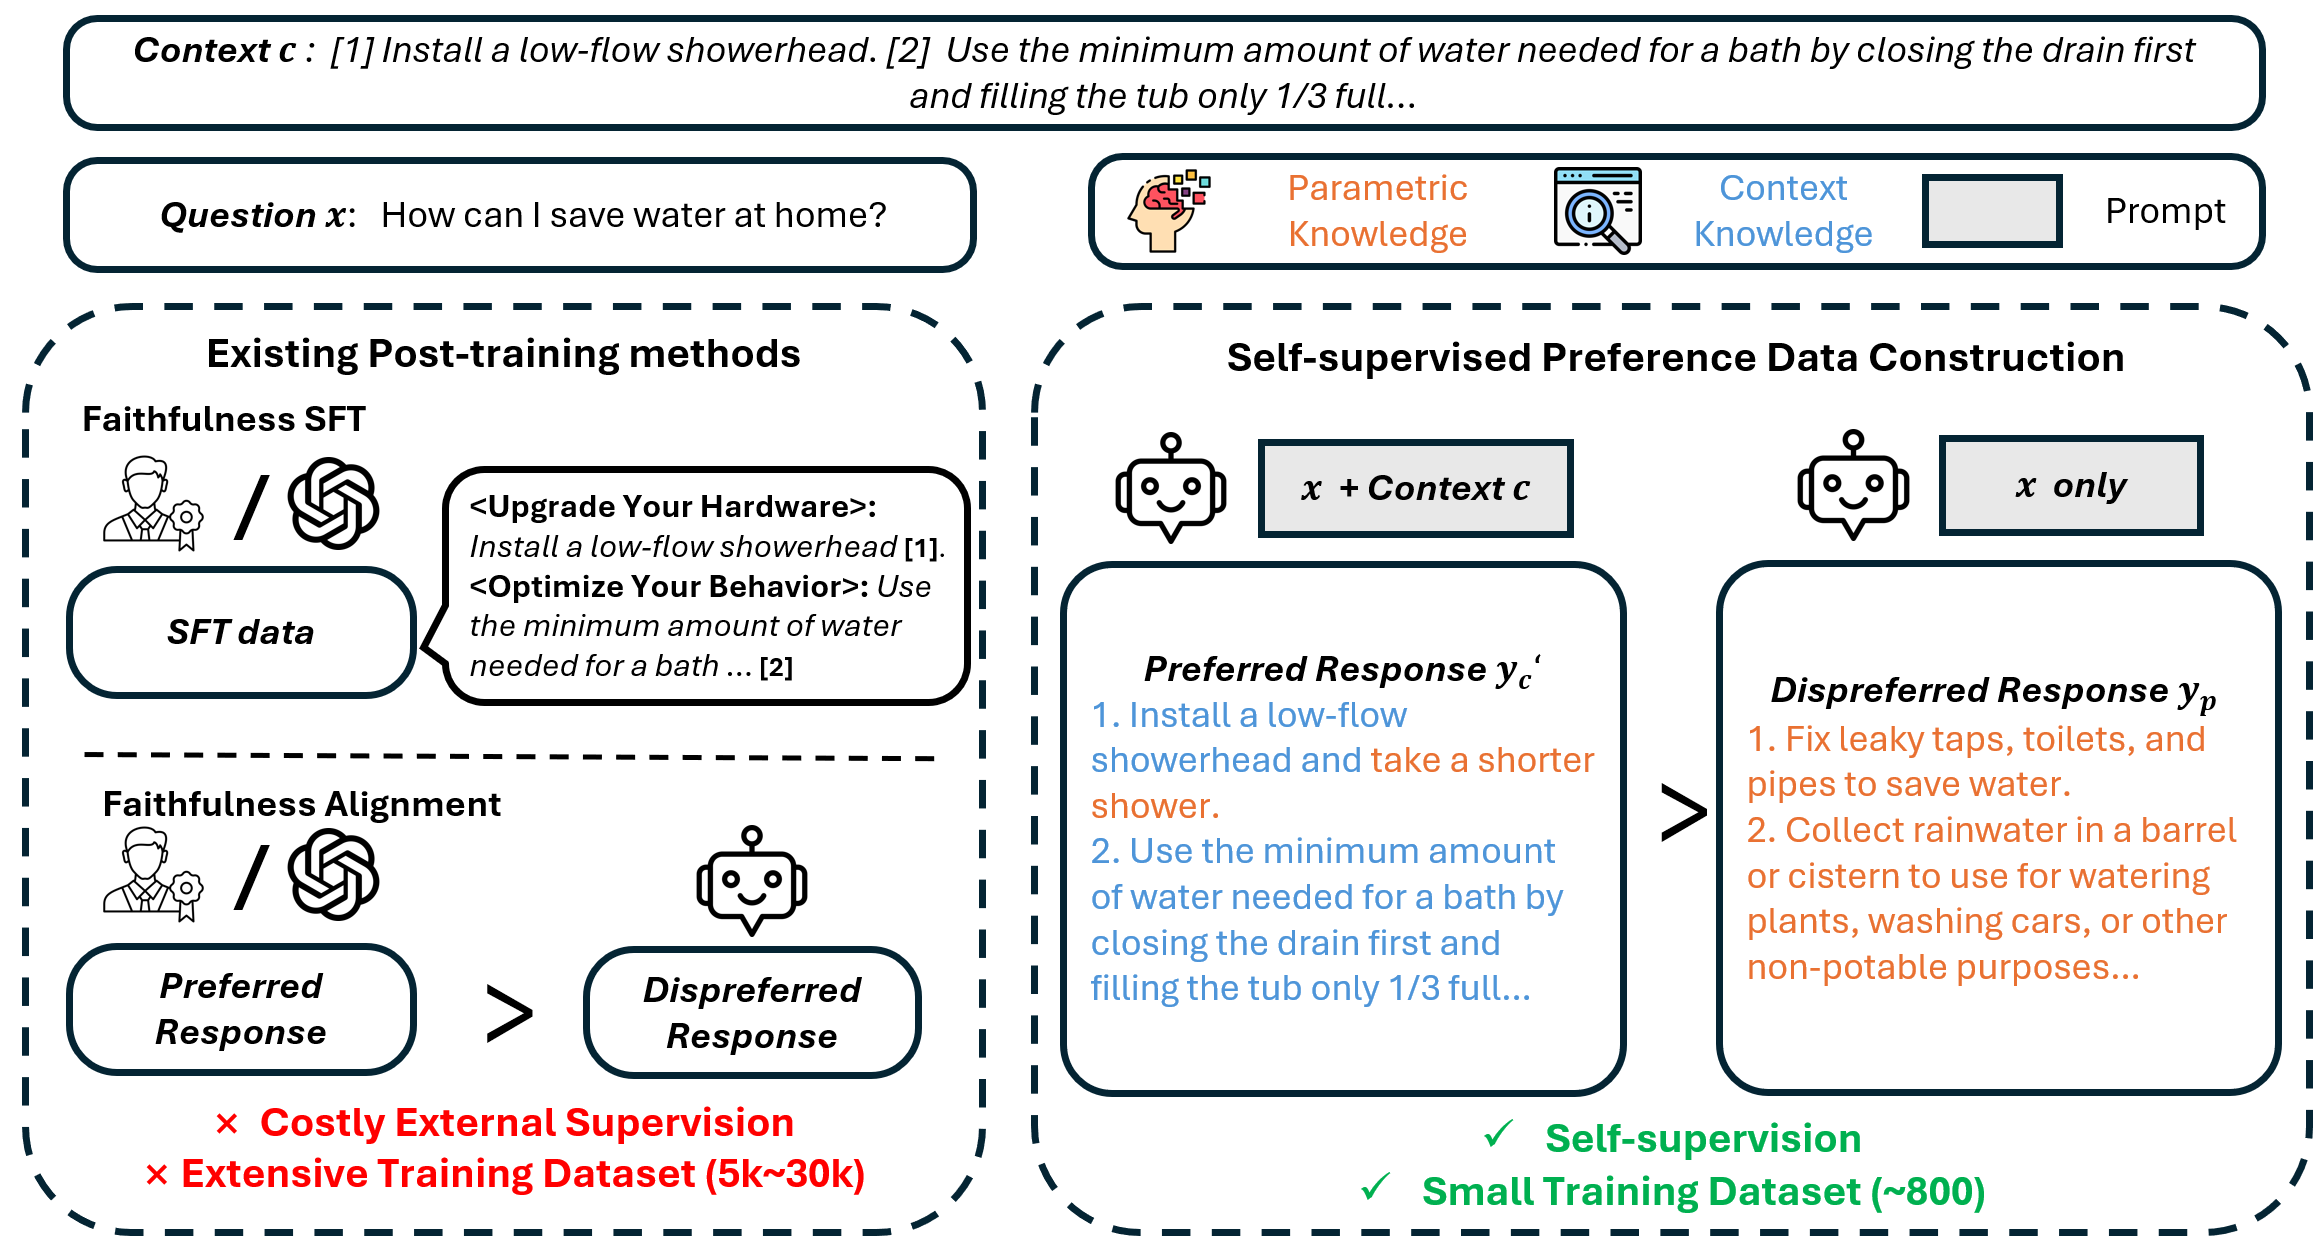 Context c : [1] Install a low-flow showerhead. [2] Use the minimum amount of water needed for a bath by closing the drain first
and filling the tub only 1/3 full...
Question x: How can I save water at home?
Parametric
Knowledge
Context
Knowledge
Prompt
Existing Post-training methods
Faithfulness SFT
/
<Upgrade Your Hardware>:
Install a low-flow showerhead [1].
<Optimize Your Behavior>: Use
the minimum amount of water
needed for a bath ... [2]
SFT data
Faithfulness Alignment
/
Preferred
Response
>
Dispreferred
Response
× Costly External Supervision
× Extensive Training Dataset (5k~30k)
Self-supervised Preference Data Construction
x + Context c
x only
Preferred Response y_c‘
1. Install a low-flow
showerhead and take a shorter
shower.
2. Use the minimum amount
of water needed for a bath by
closing the drain first and
filling the tub only 1/3 full...
>
Dispreferred Response y_p
1. Fix leaky taps, toilets, and
pipes to save water.
2. Collect rainwater in a barrel
or cistern to use for watering
plants, washing cars, or other
non-potable purposes...
✓ Self-supervision
✓ Small Training Dataset (~800)